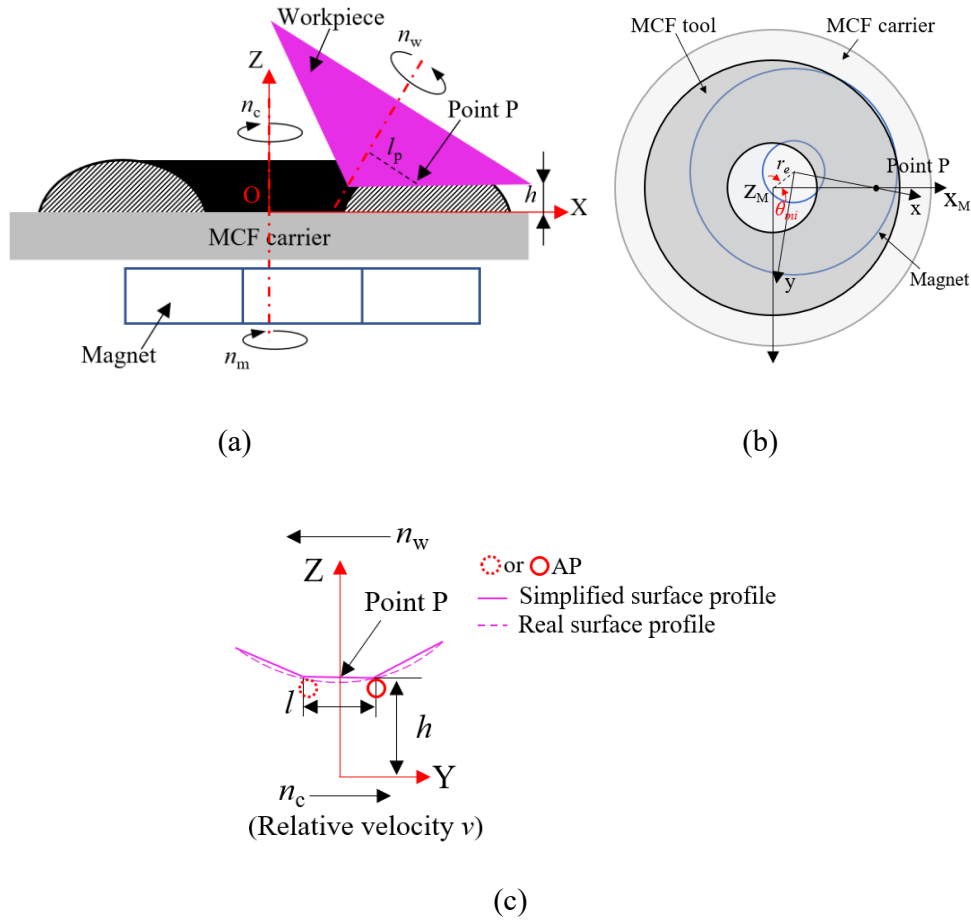 Workpiece
Z
n_w
n_c
Point P
l_p
O
h
X
MCF carrier
Magnet
n_m
(a)
MCF tool
MCF carrier
Point P
r_e
Z_M
X_M
θ_mi
x
y
Magnet
(b)
n_w
Z
or AP
Point P
Simplified surface profile
Real surface profile
l
h
Y
n_c
(Relative velocity v)
(c)